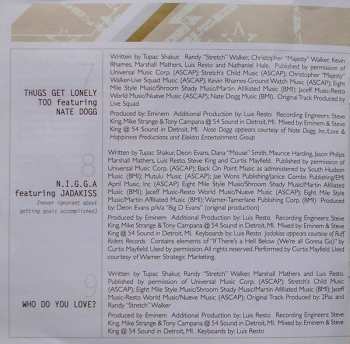 7
THUGS GET LONELY
TOO featuring
NATE DOGG
Written by Tupac Shakur, Randy "Stretch" Walker, Christopher "Majesty" Walker, Kevin
Rhames, Marshall Mathers, Luis Resto and Nathaniel Hale. Published by permission of
Universal Music Corp. (ASCAP); Stretch's Child Music (ASCAP); Christopher "Majesty"
Walker-Live Squad Music (ASCAP), Kevin Rhames-Ground Watch Music (ASCAP); Eight
Mile Style Music/Shroom Shady Music/Martin Affiliated Music (BMI); Jaceff Music-Resto
World Music/Nueve Music (ASCAP); Nate Dogg Music (BMI). Original Track Produced by
Live Squad
Produced by Eminem Additional Production by: Luis Resto Recording Engineers: Steve
King, Mike Strange & Tony Campana @ 54 Sound in Detroit, MI. Mixed by Eminem & Steve
King @ 54 Sound in Detroit, MI. Nate Dogg appears courtesy of Nate Dogg, Inc./Love &
Happiness Productions and Elektra Entertainment Group
8
N.I.G.G.A
featuring JADAKISS
(never ignorant about
getting goals accomplished)
Written by Tupac Shakur, Deon Evans, Dana "Mouse" Smith, Maurice Harding, Jason Philips
Marshall Mathers, Luis Resto, Steve King and Curtis Mayfield. Published by permission of
Universal Music Corp. (ASCAP); Back On Point Music as administered by South Hudson
Music (BMI); Mutulu Music (ASCAP); Jae'Wons Publishing/Janice Combs Publishing/EMI
April Music, Inc (ASCAP) Eight Mile Style Music/Shroom Shady Music/Martin Affiliated
Music (BMI); Jaceff Music-Resto World Music/Nueve Music (ASCAP); Eight Mile Style
Music/Martin Affiliated Music (BMI); Warner-Tamerlane Publishing Corp. (BMI) Produced
by Deon Evans p/k/a "Big D Evans" (original production)
Produced by Eminem Additional Production by: Luis Resto Recording Engineers: Steve
King, Mike Strange & Tony Campana @ 54 Sound in Detroit, MI. Mixed by Eminem & Steve
King @ 54 Sound in Detroit, MI. Keyboards by: Luis Resto Jadakiss appears courtesy of Ruff
Ryders Records Contains elements of "If There's a Hell Below (We're all Gonna Go)" by
Curtis Mayfield. Used by permission. All rights reserved. Performed by Curtis Mayfield Used
courtesy of Warner Strategic Marketing.
9
WHO DO YOU LOVE?
Written by Tupac Shakur, Randy "Stretch" Walker, Marshall Mathers and Luis Resto.
Published by permission of Universal Music Corp. (ASCAP); Stretch's Child Music
(ASCAP); Eight Mile Style Music/Shroom Shady Music/Martin Affiliated Music (BMI); Jaceff
Music-Resto World Music/Nueve Music (ASCAP). Original Track Produced by: 2Pac and
Randy "Stretch" Walker
Produced by Eminem Additional Production by: Luis Resto Recording Engineers: Steve
King, Mike Strange & Tony Campana @ 54 Sound in Detroit, MI. Mixed by Eminem & Steve
King @ 54 Sound in Detroit, MI. Keyboards by: Luis Resto